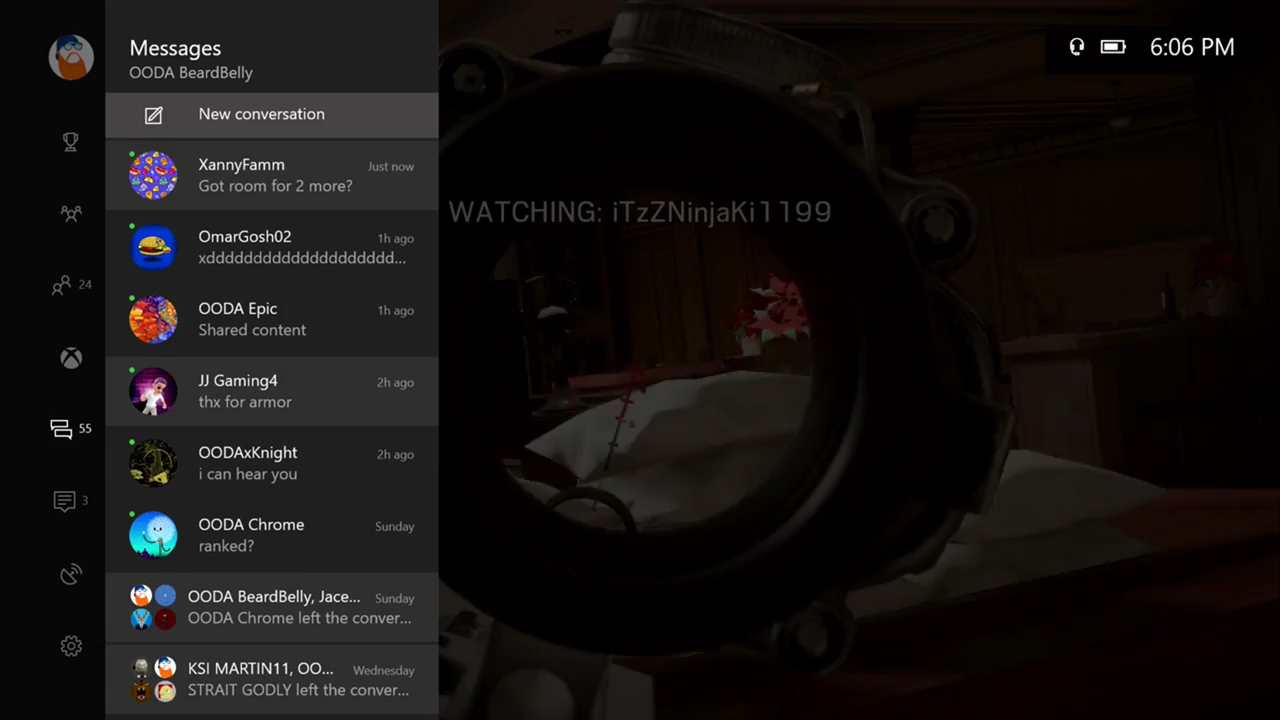 Messages
OODA BeardBelly
New conversation
XannyFamm Just now
Got room for 2 more?
OmarGosh02 1h ago
xddddddddddddddddddddd...
OODA Epic 1h ago
Shared content
JJ Gaming4 2h ago
thx for armor
OODAxKnight 2h ago
i can hear you
OODA Chrome Sunday
ranked?
OODA BeardBelly, Jace... Sunday
OODA Chrome left the conver...
KSI MARTIN11, OO... Wednesday
STRAIT GODLY left the conver...
24
55
3
WATCHING: iTzZNinjaKi1199
6:06 PM